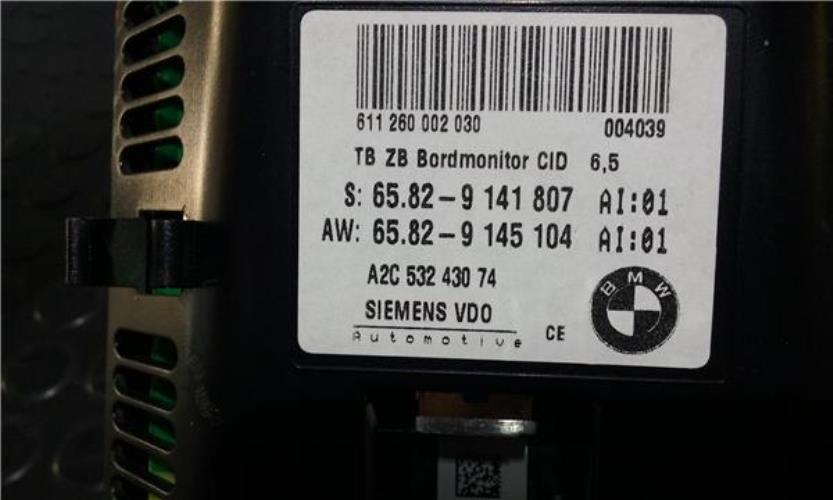 611 260 002 030 004039
TB ZB Bordmonitor CID 6,5
S: 65.82-9 141 807 AI:01
AW: 65.82-9 145 104 AI:01
A2C 532 430 74
SIEMENS VDO
Automotive CE
BMW